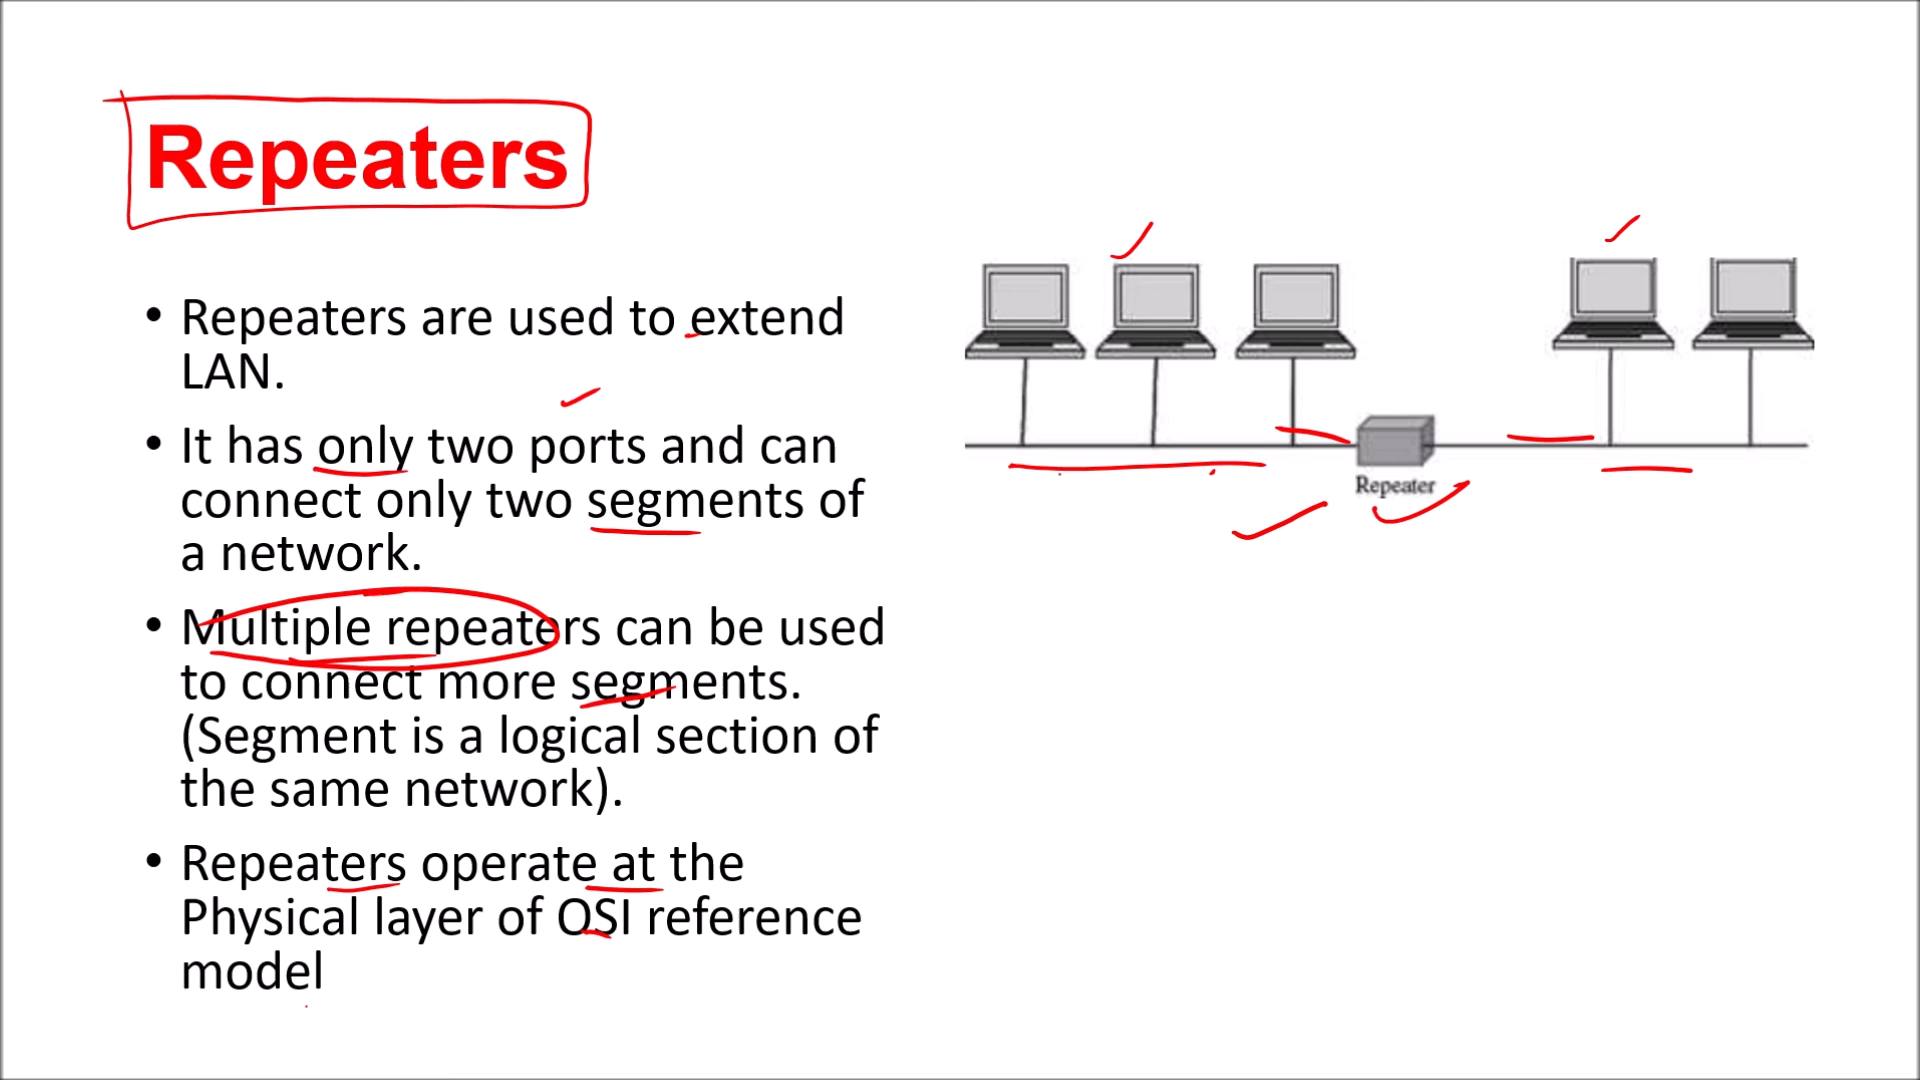 Repeaters
• Repeaters are used to extend
LAN.
• It has only two ports and can
connect only two segments of
a network.
• Multiple repeaters can be used
to connect more segments.
(Segment is a logical section of
the same network).
• Repeaters operate at the
Physical layer of OSI reference
model
Repeater